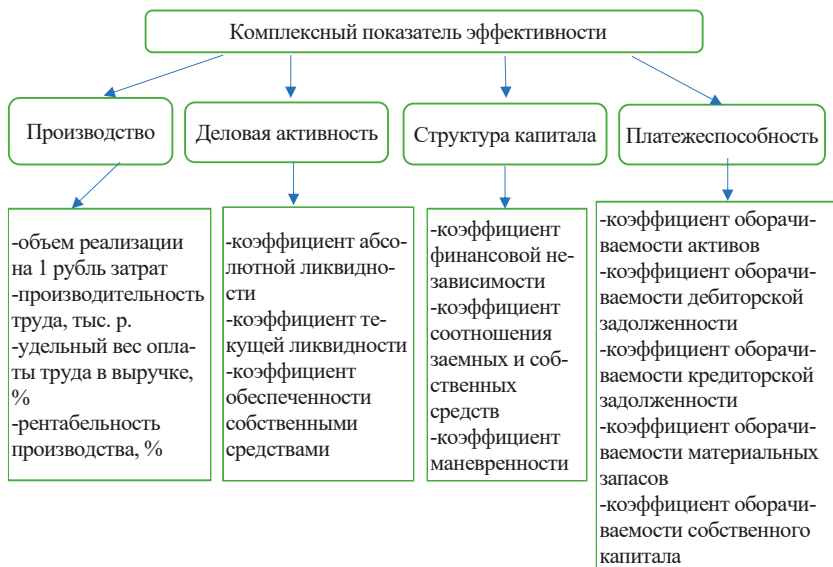 Комплексный показатель эффективности
Производство
Деловая активность
Структура капитала
Платежеспособность
-объем реализации
на 1 рубль затрат
-производительность
труда, тыс. р.
-удельный вес опла-
ты труда в выручке,
%
-рентабельность
производства, %
-коэффициент абсо-
лютной ликвидно-
сти
-коэффициент те-
кущей ликвидности
-коэффициент
обеспеченности
собственными
средствами
-коэффициент
финансовой не-
зависимости
-коэффициент
соотношения
заемных и соб-
ственных
средств
-коэффициент
маневренности
-коэффициент оборачи-
ваемости активов
-коэффициент оборачи-
ваемости дебиторской
задолженности
-коэффициент оборачи-
ваемости кредиторской
задолженности
-коэффициент оборачи-
ваемости материальных
запасов
-коэффициент оборачи-
ваемости собственного
капитала